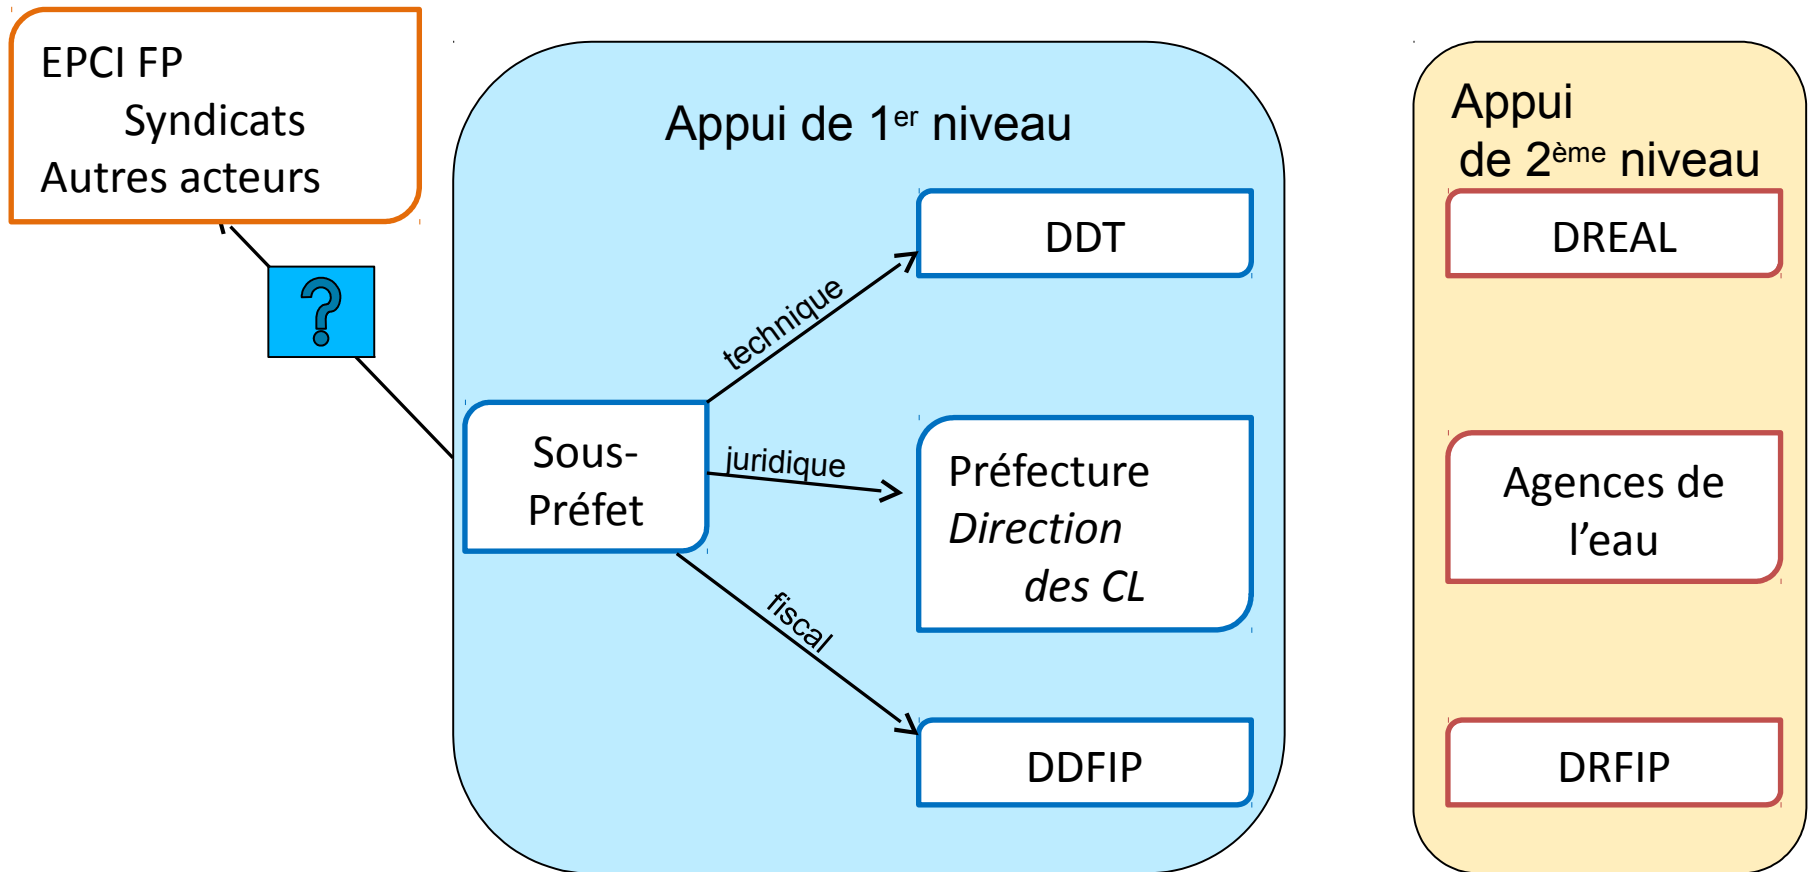 EPCI FP
Syndicats
Autres acteurs
?
Appui de 1er niveau
DDT
technique
Sous-
Préfet
juridique
Préfecture
Direction
des CL
fiscal
DDFIP
Appui
de 2ème niveau
DREAL
Agences de
l’eau
DRFIP